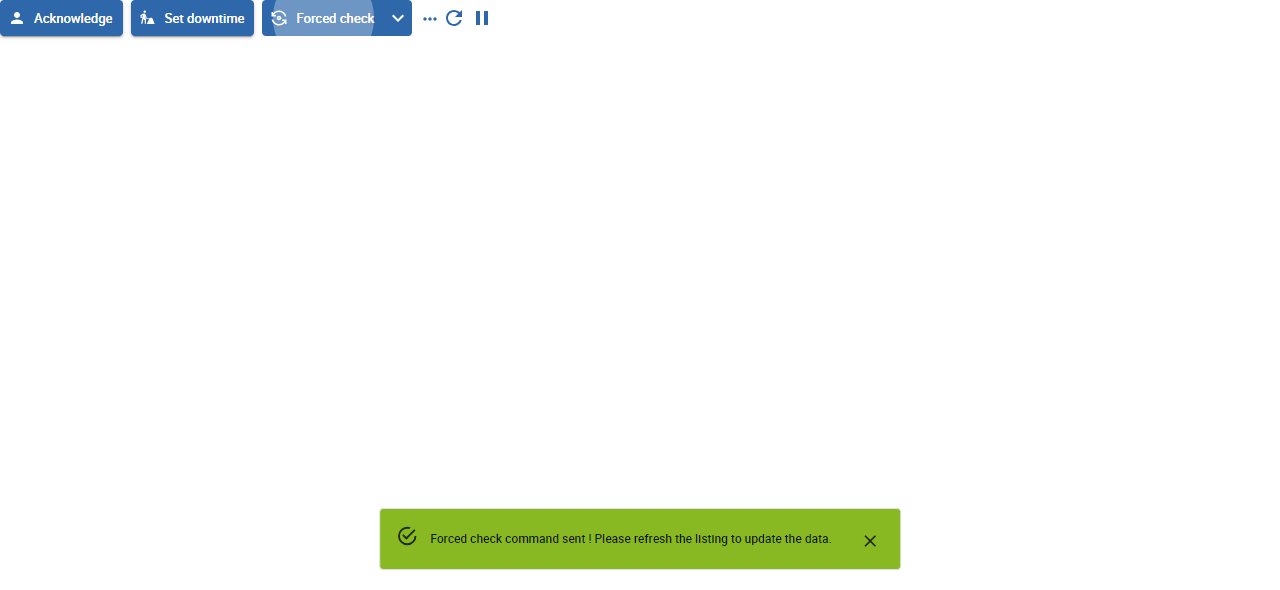 Acknowledge Set downtime Forced check
Forced check command sent ! Please refresh the listing to update the data.